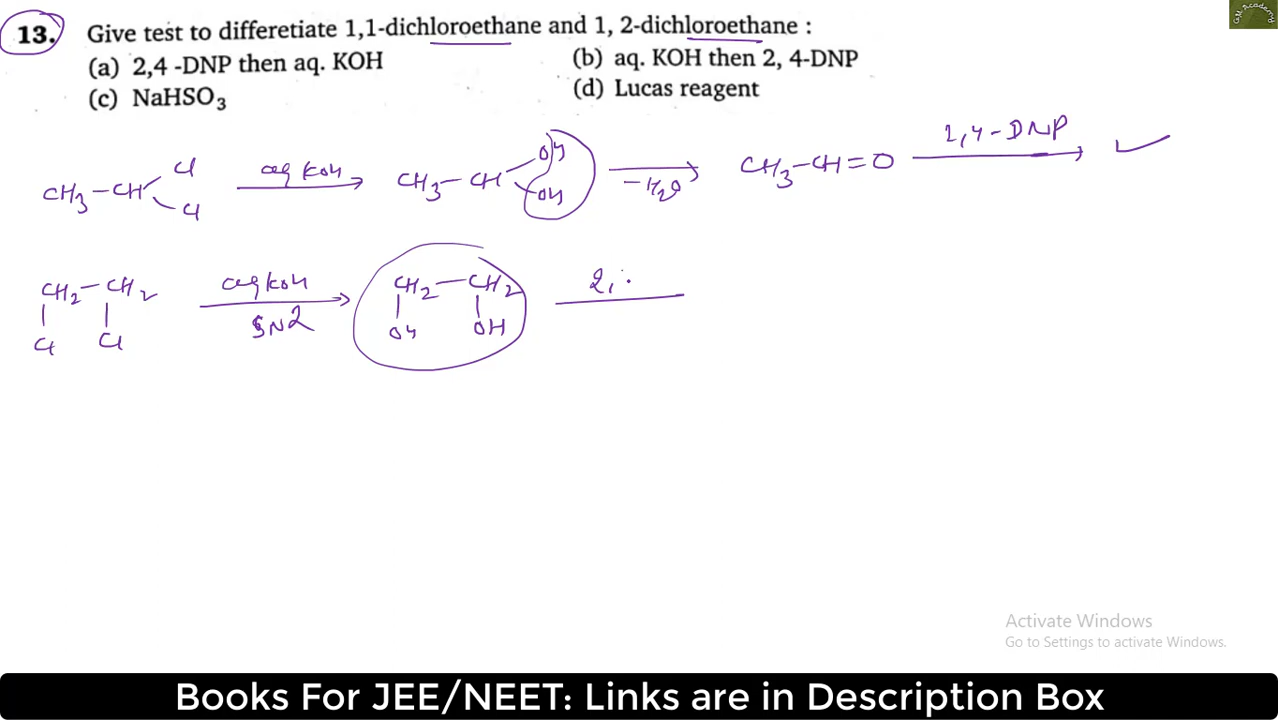 GM Academy
13. Give test to differetiate 1,1-dichloroethane and 1, 2-dichloroethane :
(a) 2,4 -DNP then aq. KOH (b) aq. KOH then 2, 4-DNP
(c) NaHSO₃ (d) Lucas reagent
CH₃–CH Cl Cl aq KOH CH₃–CH OH OH –H₂O CH₃–CH=O 2,4-DNP ✓
CH₂–CH₂ aq KOH CH₂–CH₂ 2,
Cl Cl SN2 OH OH
Activate Windows
Go to Settings to activate Windows.
Books For JEE/NEET: Links are in Description Box